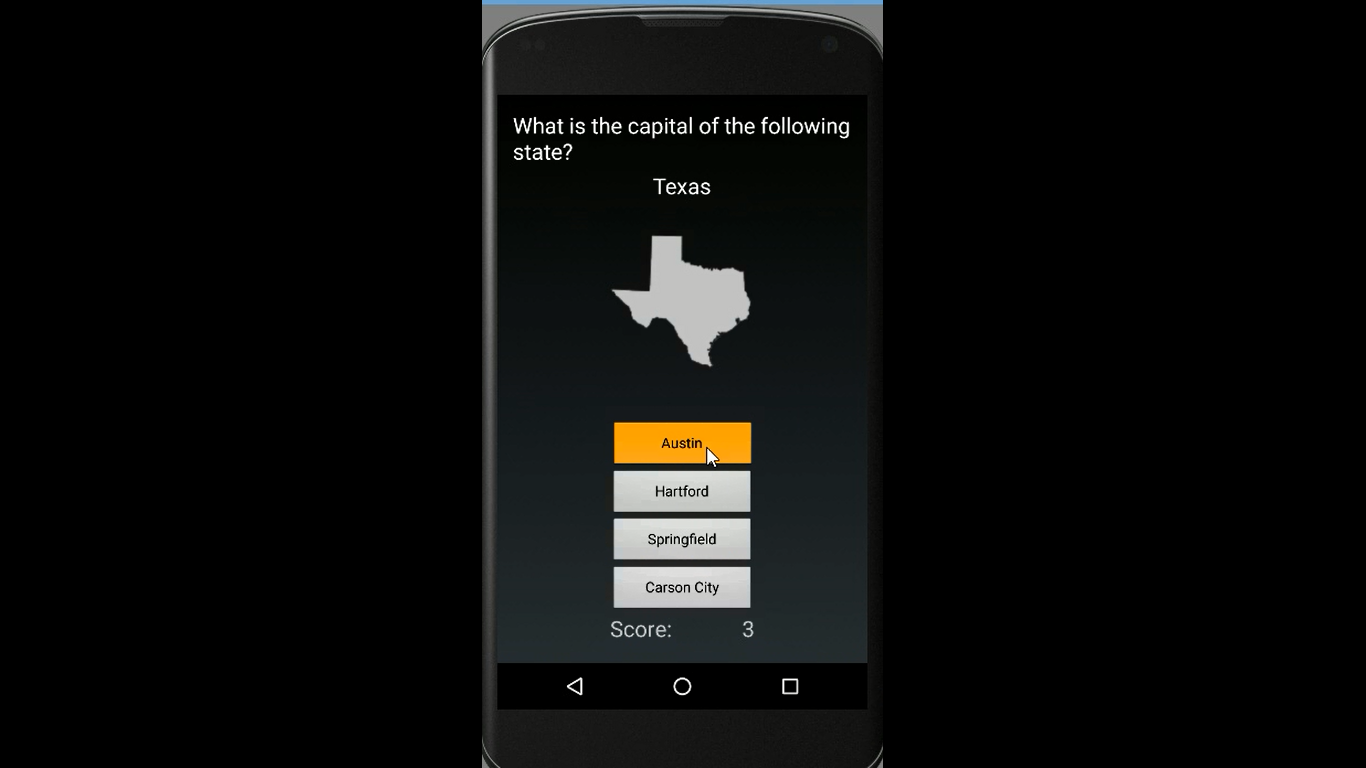 What is the capital of the following
state?
Texas
Austin
Hartford
Springfield
Carson City
Score: 3